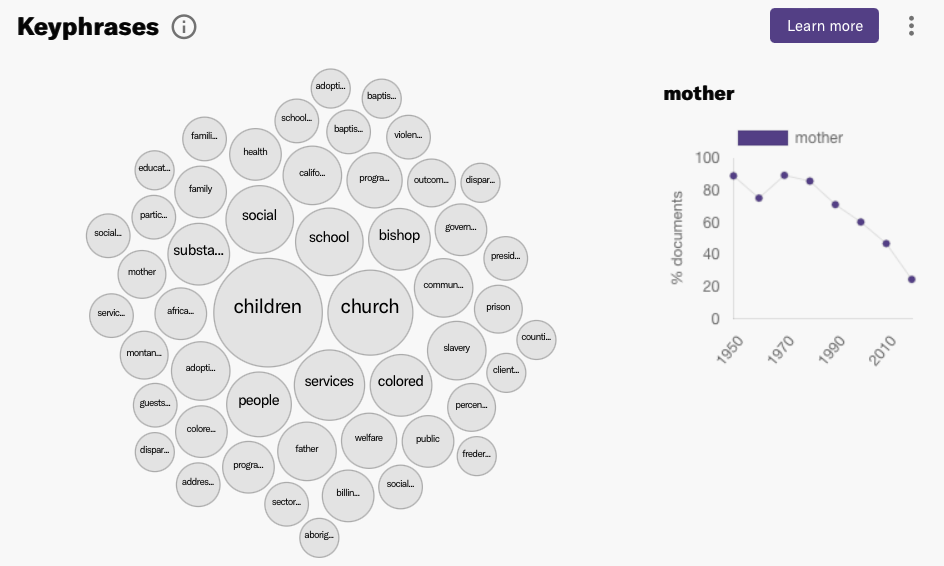 Keyphrases
Learn more
adopti...
baptis...
school...
baptis...
violen...
famili...
health
califo...
progra...
outcom...
dispar...
educat...
family
social
school
bishop
govern...
partic...
social...
substa...
presid...
mother
children
church
commun...
prison
servic...
africa...
slavery
counti...
montan...
adopti...
services
colored
client...
people
percen...
guests...
colore...
father
welfare
public
freder...
dispar...
progra...
addres...
sector...
billin...
social...
aborig...
mother
mother
% documents
100
80
60
40
20
0
1950
1970
1990
2010